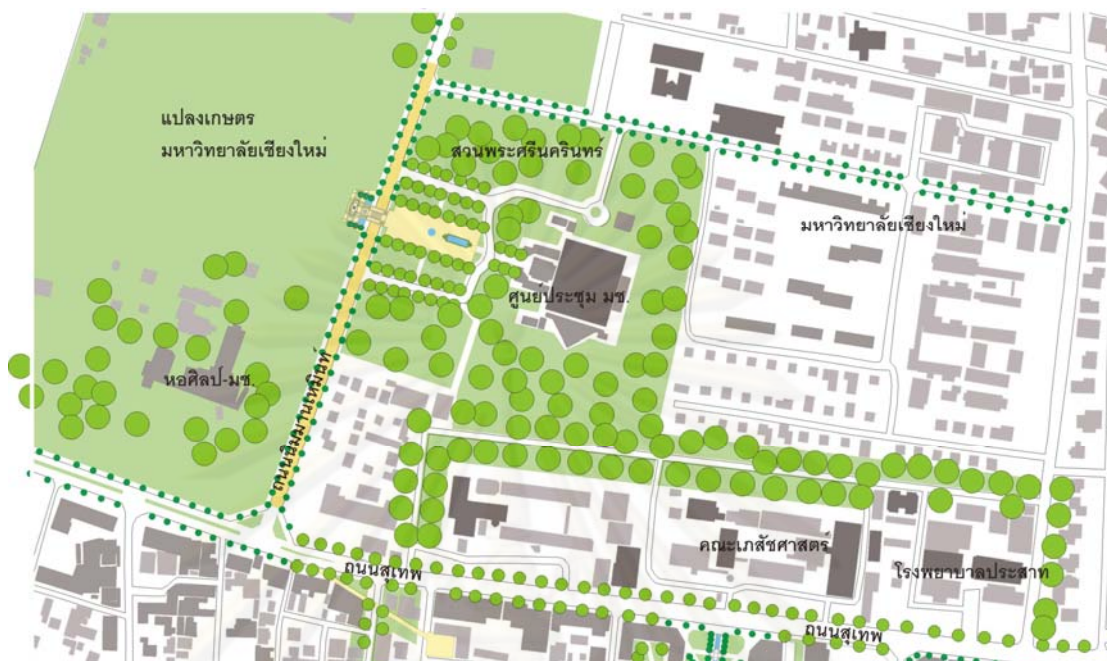 แปลงเกษตร
มหาวิทยาลัยเชียงใหม่
สวนพระศรีนครินทร์
มหาวิทยาลัยเชียงใหม่
ศูนย์ประชุม มช.
หอศิลป-มช.
ถนนนิมมานเหมินท์
คณะเภสัชศาสตร์
ถนนสุเทพ
โรงพยาบาลประสาท
ถนนสุเทพ